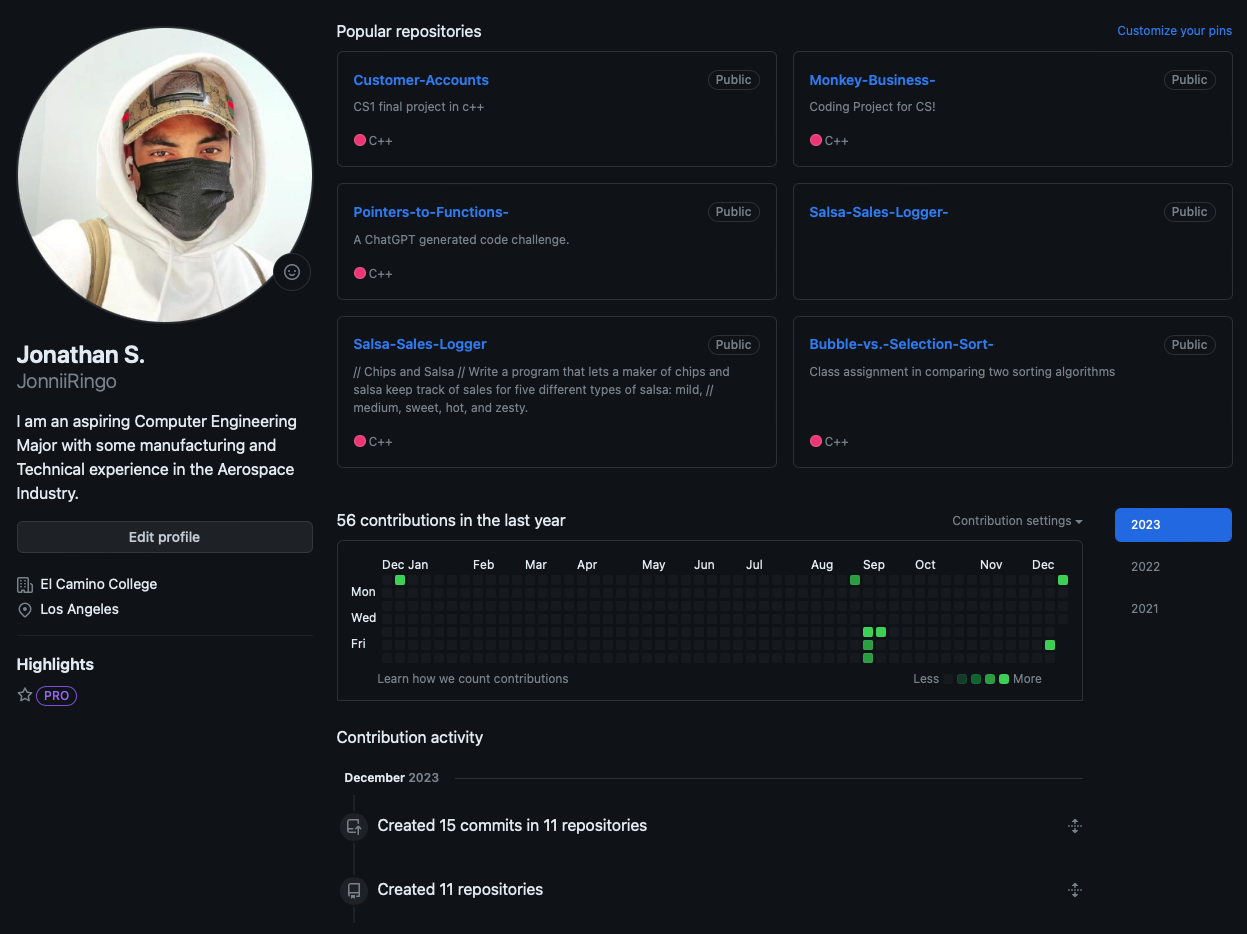 Jonathan S.
JonniiRingo
I am an aspiring Computer Engineering
Major with some manufacturing and
Technical experience in the Aerospace
Industry.
Edit profile
El Camino College
Los Angeles
Highlights
PRO
Popular repositories
Customize your pins
Customer-Accounts
Public
CS1 final project in c++
C++
Monkey-Business-
Public
Coding Project for CS!
C++
Pointers-to-Functions-
Public
A ChatGPT generated code challenge.
C++
Salsa-Sales-Logger-
Public
Salsa-Sales-Logger
Public
// Chips and Salsa // Write a program that lets a maker of chips and
salsa keep track of sales for five different types of salsa: mild, //
medium, sweet, hot, and zesty.
C++
Bubble-vs.-Selection-Sort-
Public
Class assignment in comparing two sorting algorithms
C++
56 contributions in the last year
Contribution settings
2023
2022
2021
Dec Jan Feb Mar Apr May Jun Jul Aug Sep Oct Nov Dec
Mon
Wed
Fri
Learn how we count contributions
Less More
Contribution activity
December 2023
Created 15 commits in 11 repositories
Created 11 repositories